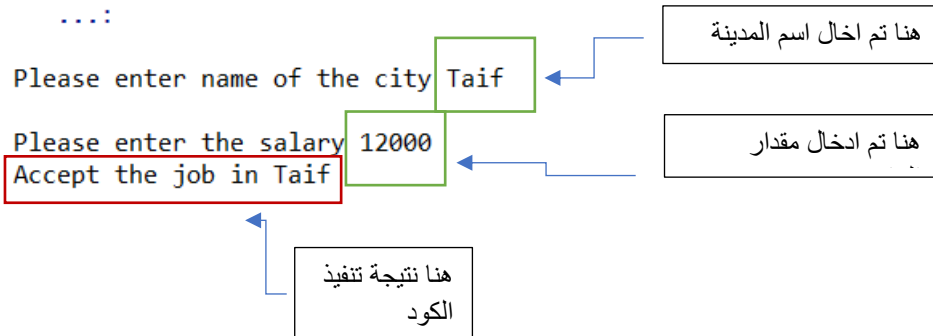 ...:
هنا تم اخال اسم المدينة
Please enter name of the city Taif
Please enter the salary 12000
هنا تم ادخال مقدار
Accept the job in Taif
هنا نتيجة تنفيذ
الكود